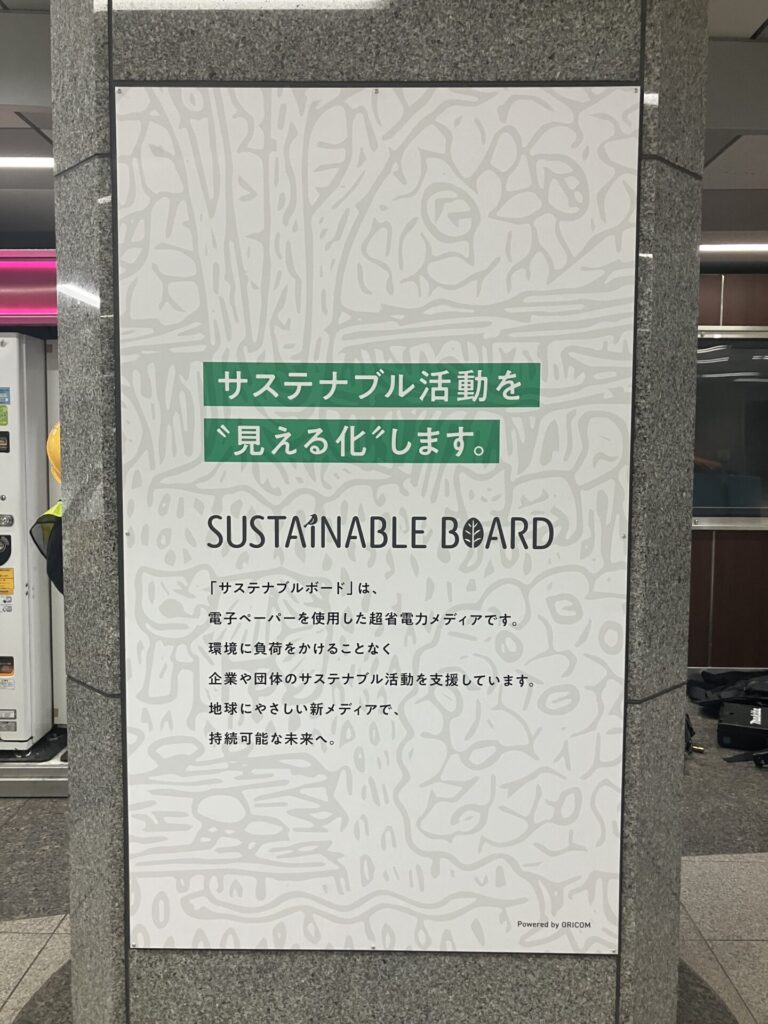 サステナブル活動を
〝見える化〟します。
SUSTAINABLE BOARD
「サステナブルボード」は、
電子ペーパーを使用した超省電力メディアです。
環境に負荷をかけることなく
企業や団体のサステナブル活動を支援しています。
地球にやさしい新メディアで、
持続可能な未来へ。
Powered by ORICOM